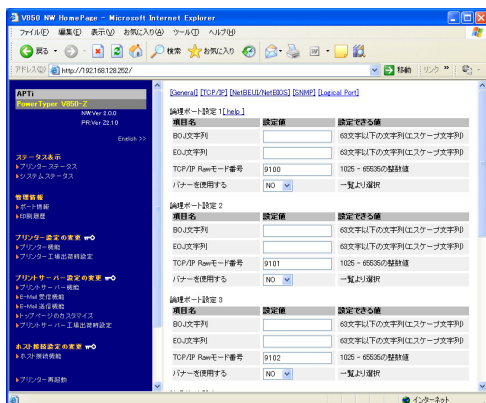 V850 NW HomePage - Microsoft Internet Explorer
ファイル(F) 編集(E) 表示(V) お気に入り(A) ツール(T) ヘルプ(H)
戻る 検索 お気に入り
アドレス(D) http://192.168.128.252/ 移動 リンク »
APTi
PowerTyper V850-Z
NW:Ver 2.0.0
PR:Ver Z2.10
English >>
ステータス表示
プリンターステータス
システムステータス
管理情報
ポート情報
印刷履歴
プリンター設定の変更
プリンター機能
プリンター工場出荷時設定
プリントサーバー設定の変更
プリントサーバー機能
E-Mail 受信機能
E-Mail 送信機能
トップページのカスタマイズ
プリントサーバー工場出荷時設定
ホスト接続設定の変更
ホスト接続機能
プリンター再起動
[General] [TCP/IP] [NetBEUI/NetBIOS] [SNMP] [Logical Port]
論理ポート設定 1[ help ]
項目名 設定値 設定できる値
BOJ文字列 63文字以下の文字列(エスケープ文字列)
EOJ文字列 63文字以下の文字列(エスケープ文字列)
TCP/IP Rawモード番号 9100 1025 - 65535の整数値
バナーを使用する NO 一覧より選択
論理ポート設定 2
項目名 設定値 設定できる値
BOJ文字列 63文字以下の文字列(エスケープ文字列)
EOJ文字列 63文字以下の文字列(エスケープ文字列)
TCP/IP Rawモード番号 9101 1025 - 65535の整数値
バナーを使用する NO 一覧より選択
論理ポート設定 3
項目名 設定値 設定できる値
BOJ文字列 63文字以下の文字列(エスケープ文字列)
EOJ文字列 63文字以下の文字列(エスケープ文字列)
TCP/IP Rawモード番号 9102 1025 - 65535の整数値
バナーを使用する NO 一覧より選択
インターネット